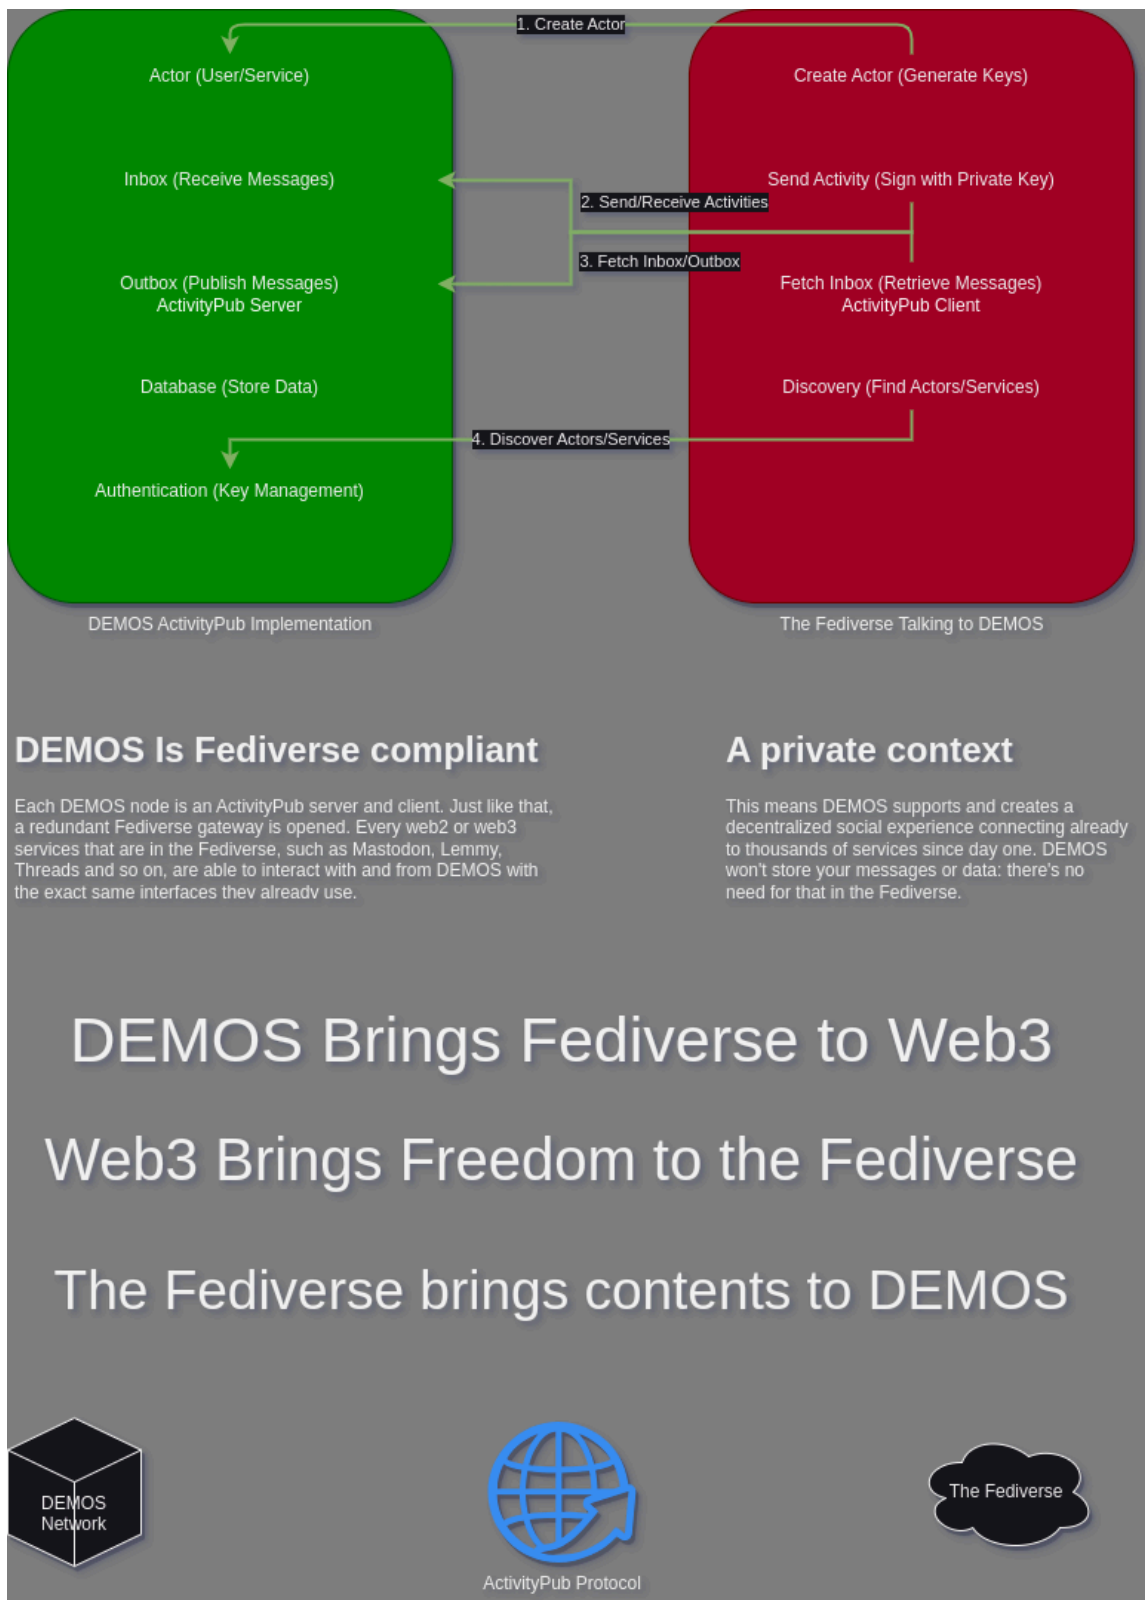 1. Create Actor
Actor (User/Service)
Create Actor (Generate Keys)
Inbox (Receive Messages)
Send Activity (Sign with Private Key)
2. Send/Receive Activities
3. Fetch Inbox/Outbox
Outbox (Publish Messages)
ActivityPub Server
Fetch Inbox (Retrieve Messages)
ActivityPub Client
Database (Store Data)
Discovery (Find Actors/Services)
4. Discover Actors/Services
Authentication (Key Management)
DEMOS ActivityPub Implementation
The Fediverse Talking to DEMOS
DEMOS Is Fediverse compliant
Each DEMOS node is an ActivityPub server and client. Just like that,
a redundant Fediverse gateway is opened. Every web2 or web3
services that are in the Fediverse, such as Mastodon, Lemmy,
Threads and so on, are able to interact with and from DEMOS with
the exact same interfaces they already use.
A private context
This means DEMOS supports and creates a
decentralized social experience connecting already
to thousands of services since day one. DEMOS
won't store your messages or data: there's no
need for that in the Fediverse.
DEMOS Brings Fediverse to Web3
Web3 Brings Freedom to the Fediverse
The Fediverse brings contents to DEMOS
DEMOS
Network
ActivityPub Protocol
The Fediverse